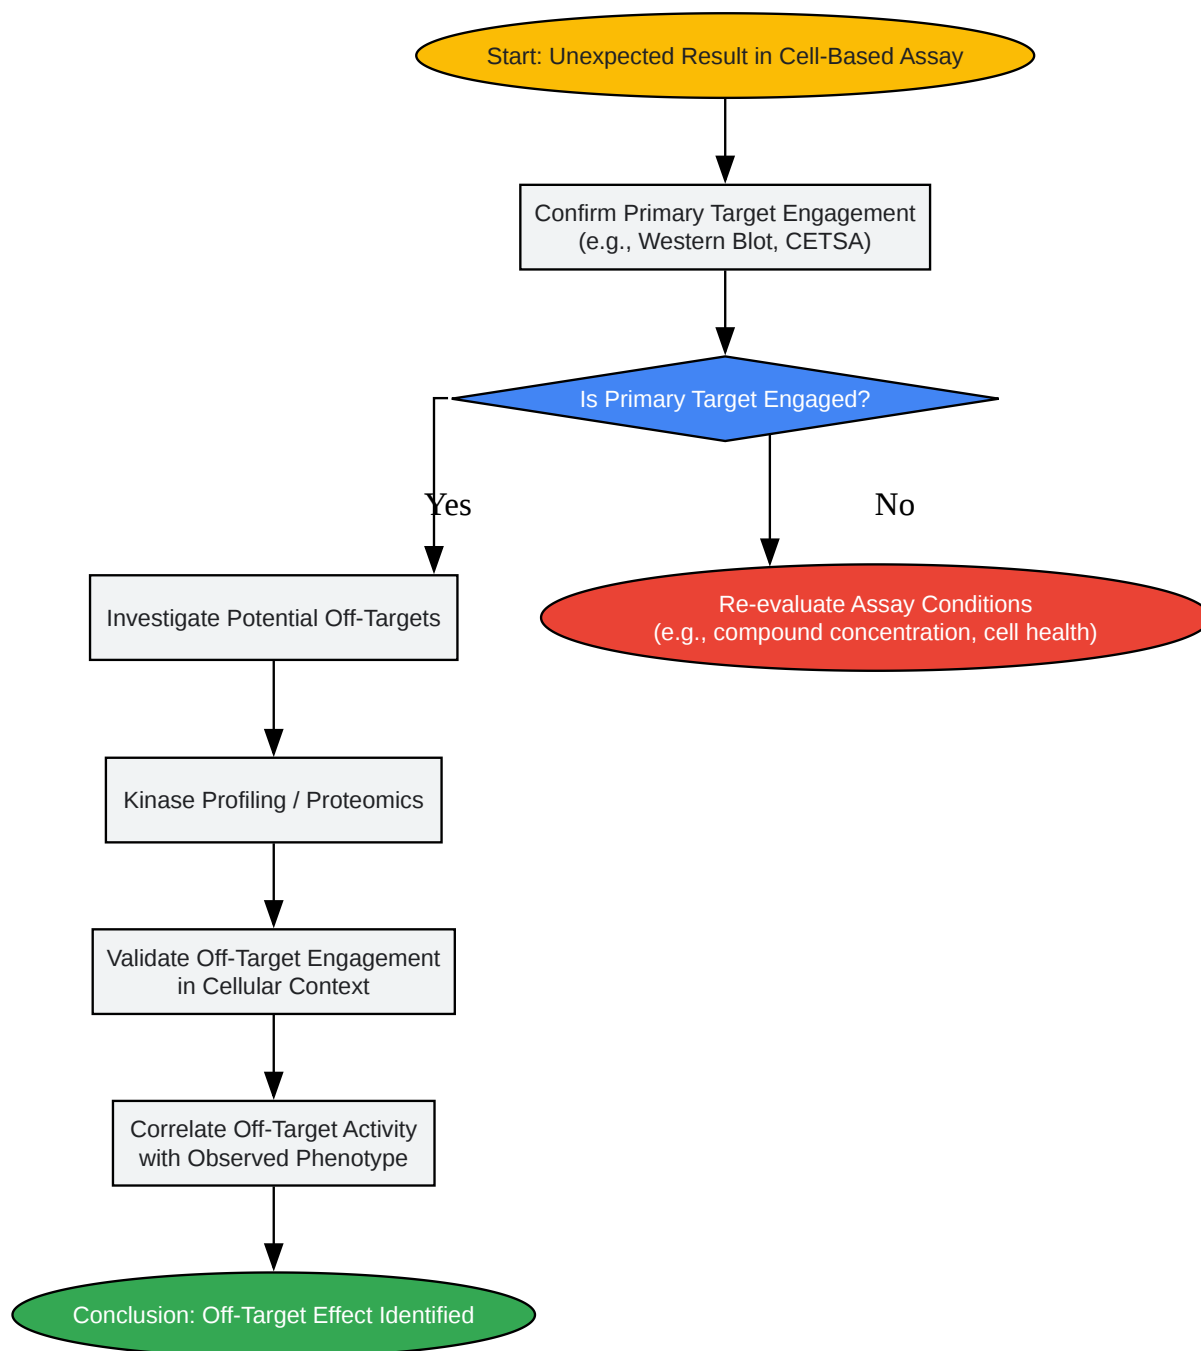 Start: Unexpected Result in Cell-Based Assay
Confirm Primary Target Engagement
(e.g., Western Blot, CETSA)
Is Primary Target Engaged?
Yes
No
Investigate Potential Off-Targets
Re-evaluate Assay Conditions
(e.g., compound concentration, cell health)
Kinase Profiling / Proteomics
Validate Off-Target Engagement
in Cellular Context
Correlate Off-Target Activity
with Observed Phenotype
Conclusion: Off-Target Effect Identified